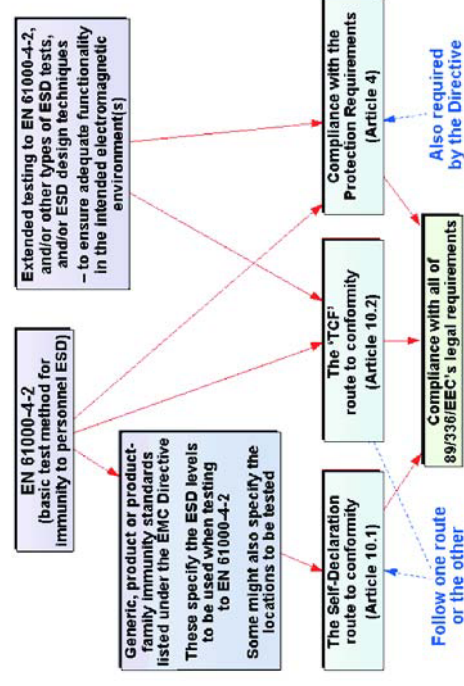 EN 61000-4-2
(basic test method for
immunity to personnel ESD)
Extended testing to EN 61000-4-2,
and/or other types of ESD tests,
and/or ESD design techniques
– to ensure adequate functionality
in the intended electromagnetic
environment(s)
Generic, product or product-
family immunity standards
listed under the EMC Directive
These specify the ESD levels
to be used when testing
to EN 61000-4-2
Some might also specify the
locations to be tested
The Self-Declaration
route to conformity
(Article 10.1)
The 'TCF'
route to conformity
(Article 10.2)
Compliance with the
Protection Requirements
(Article 4)
Follow one route
or the other
Compliance with all of
89/336/EEC's legal requirements
Also required
by the Directive